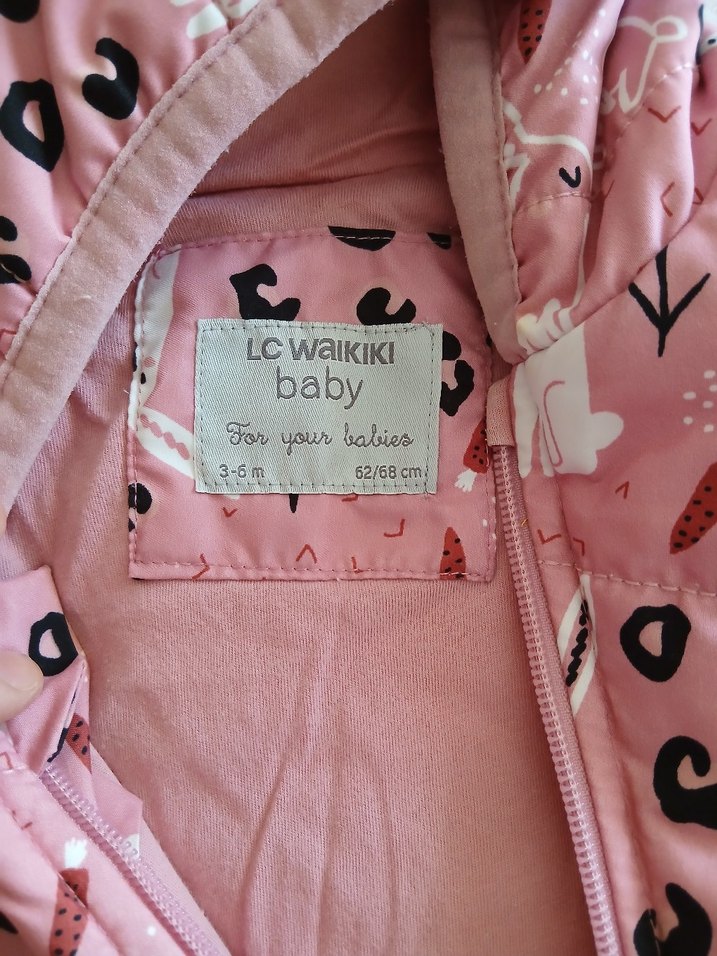 LC WAIKIKI
baby
For your babies
3-6 m 62/68 cm